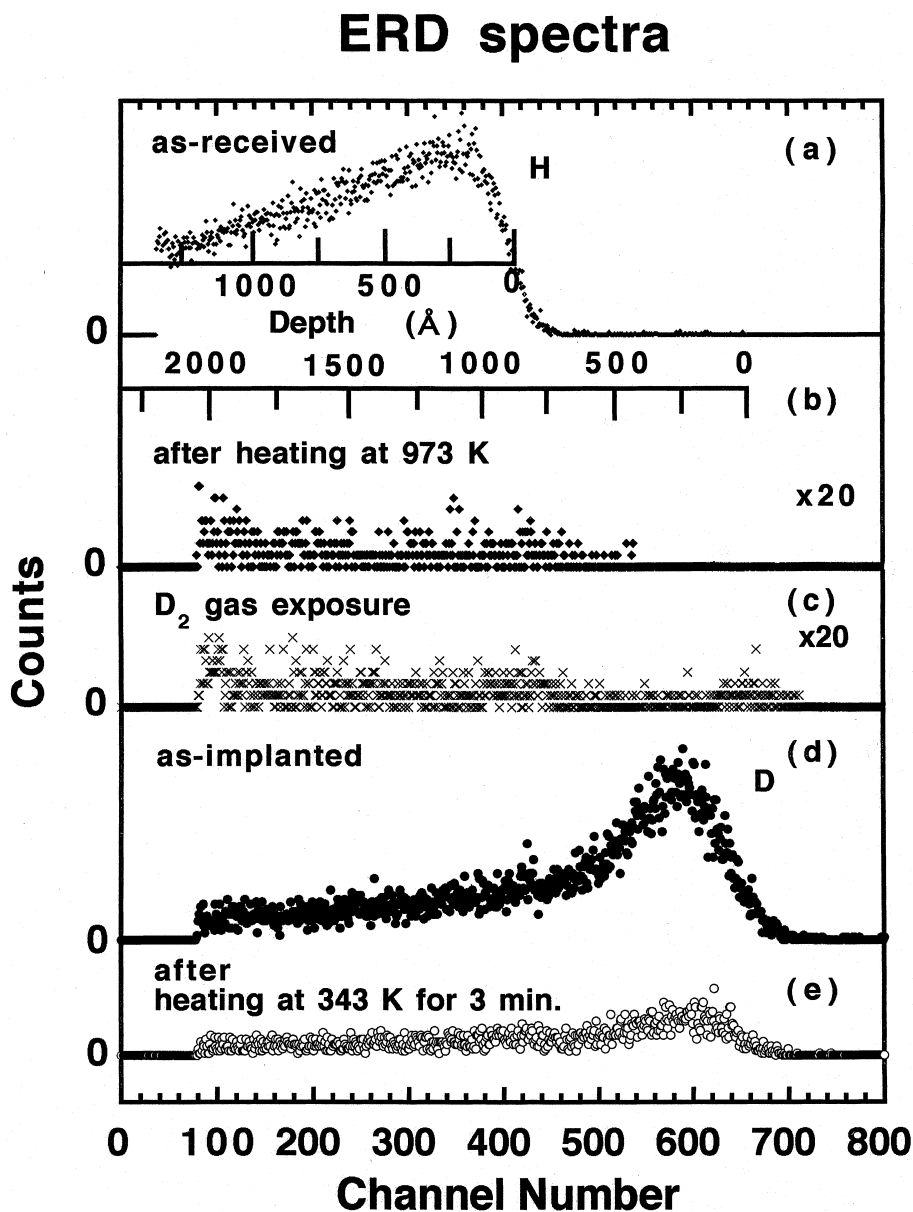 ERD spectra
as-received
(a)
H
1000 500 0
Depth (Å)
0
2000 1500 1000 500 0
(b)
after heating at 973 K
x20
0
D2 gas exposure
(c)
x20
0
as-implanted
(d)
D
0
after
heating at 343 K for 3 min.
(e)
0
Counts
0 100 200 300 400 500 600 700 800
Channel Number